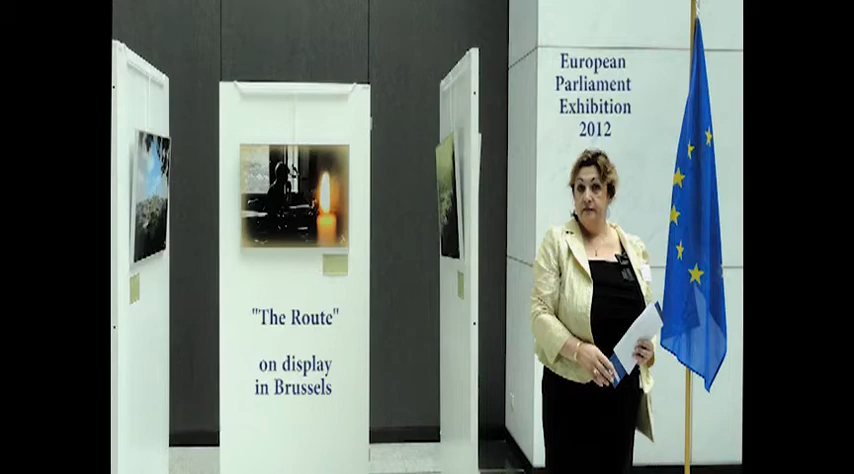 European
Parliament
Exhibition
2012
"The Route"
on display
in Brussels